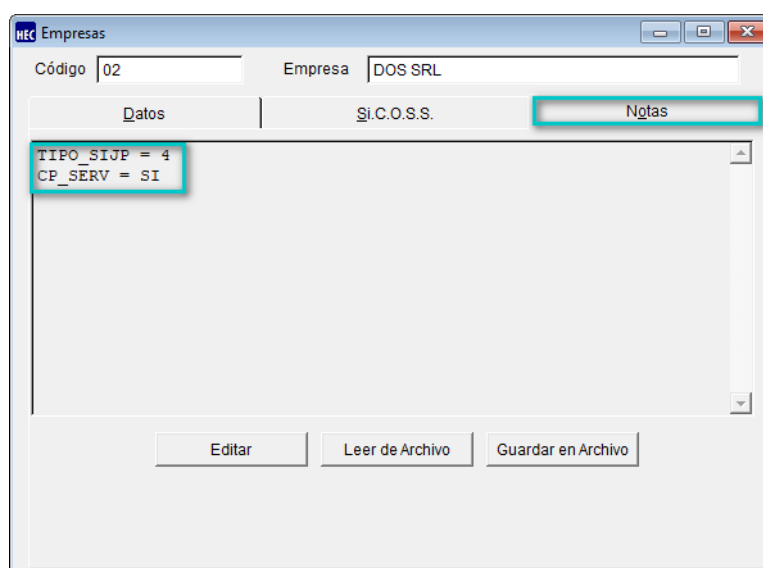 HEC Empresas
Código 02 Empresa DOS SRL
Datos Si.C.O.S.S. Notas
TIPO_SIJP = 4
CP_SERV = SI
Editar Leer de Archivo Guardar en Archivo